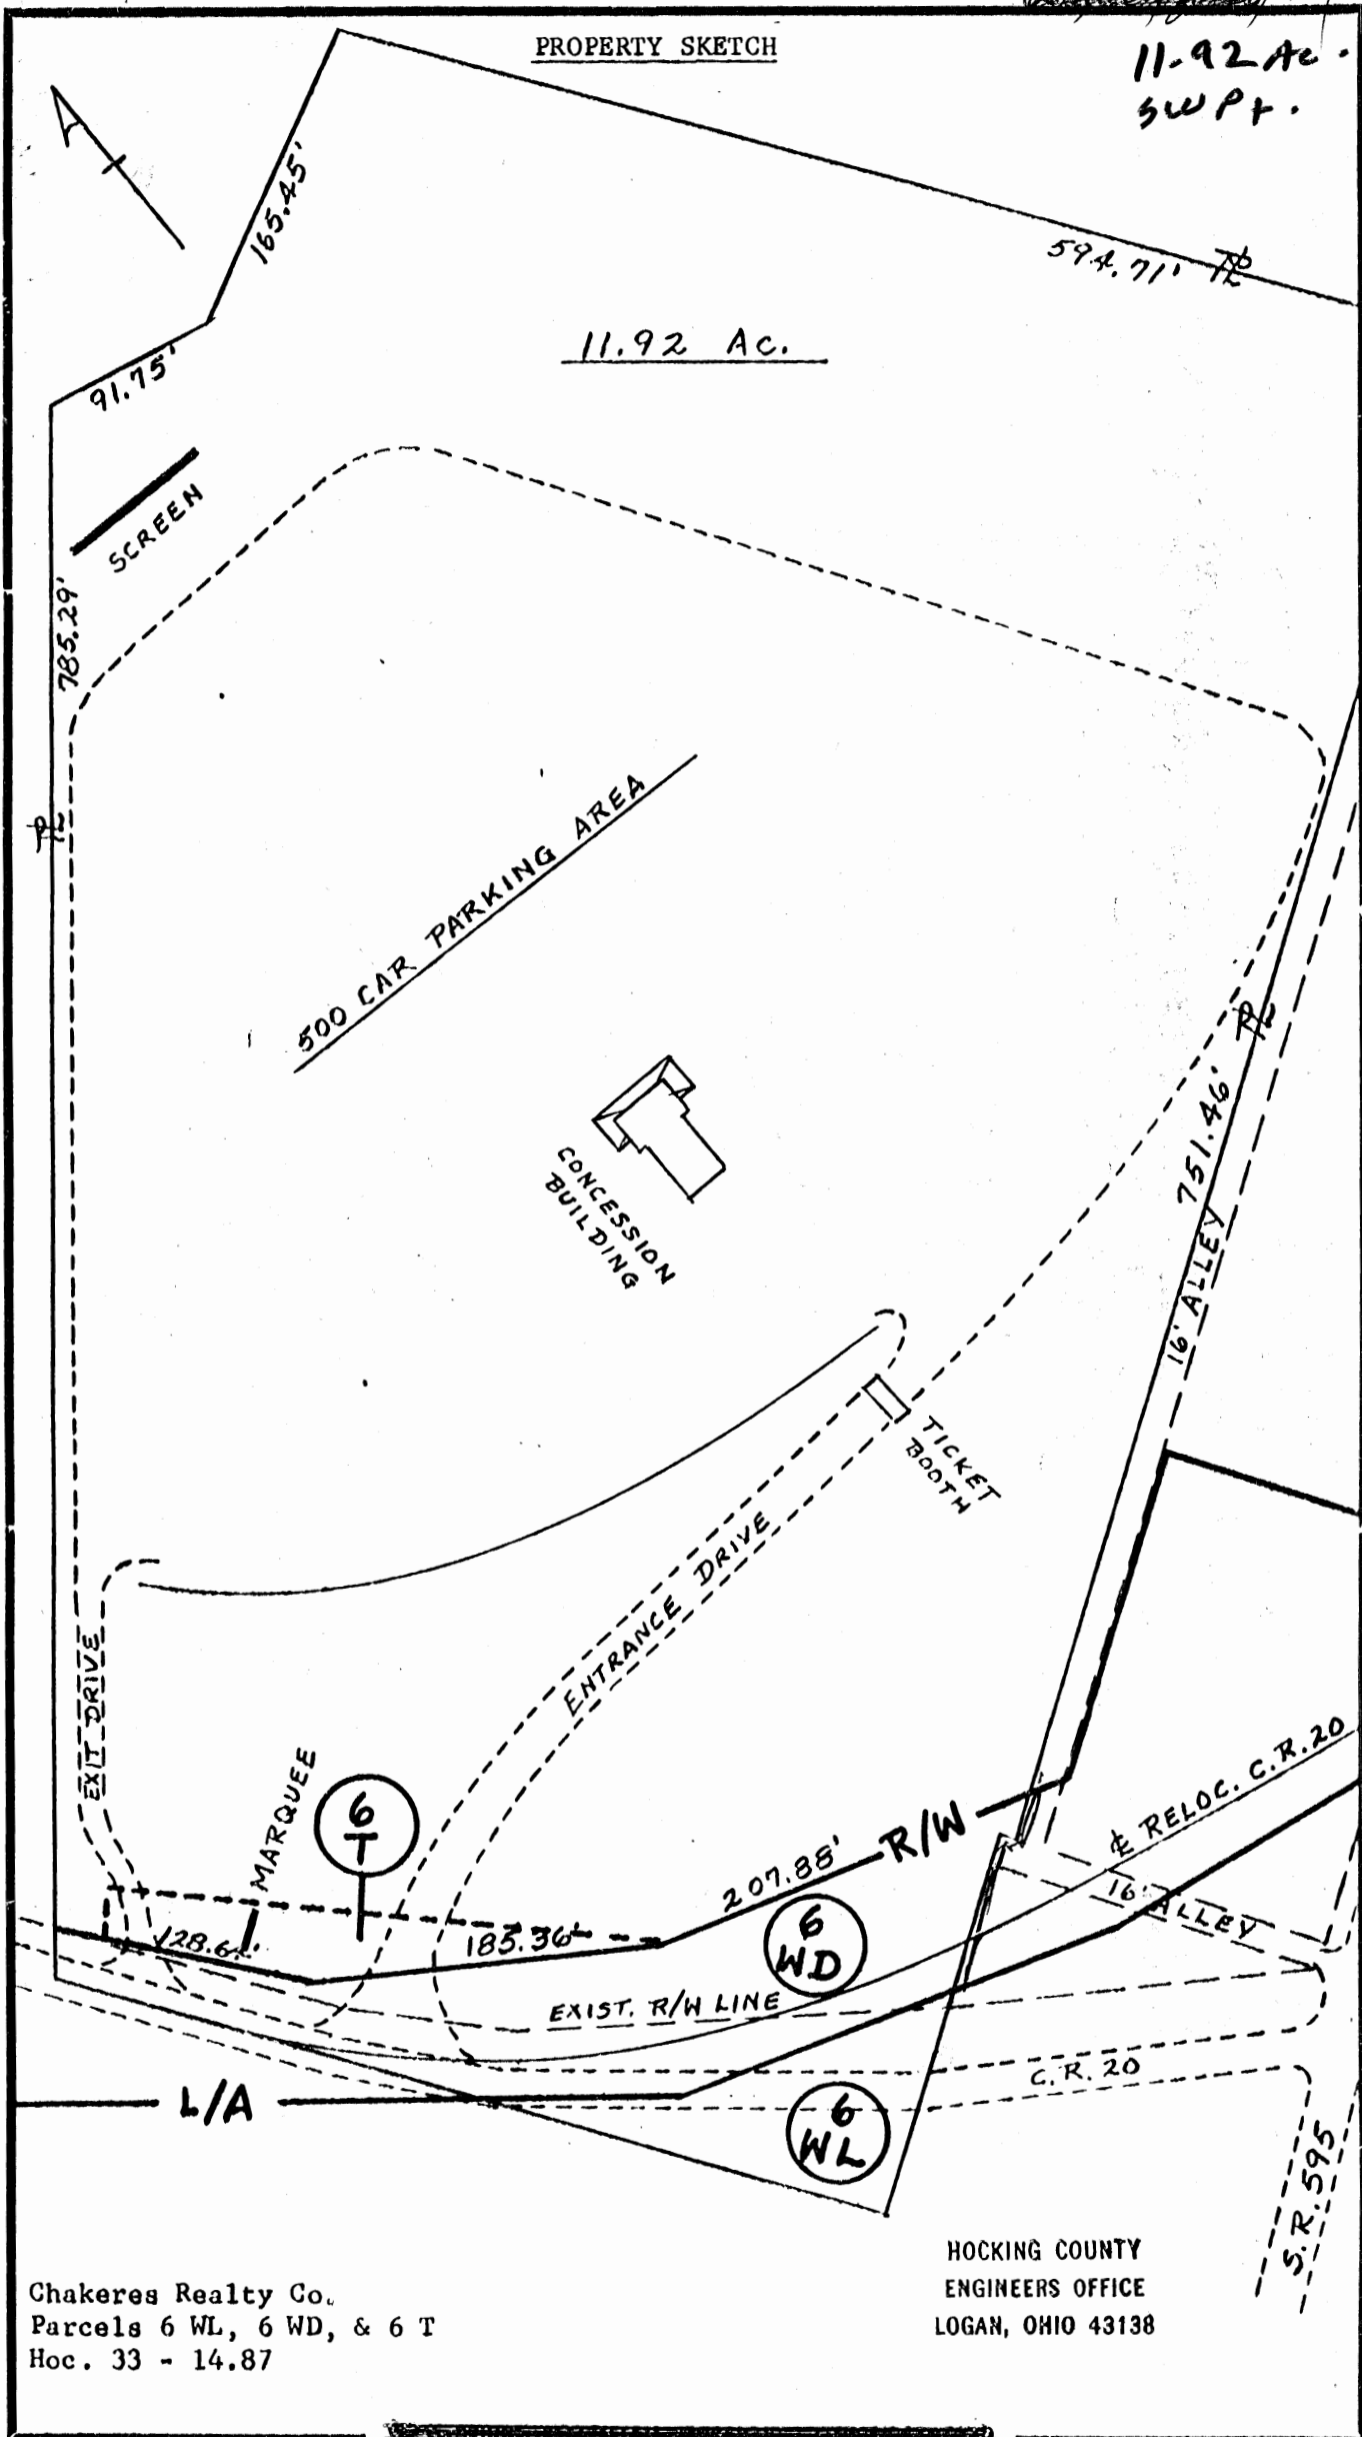 PROPERTY SKETCH
11.92 Ac.
SW Pt.
165.45'
594.71' PL
11.92 AC.
91.75'
SCREEN
785.29'
PL
500 CAR PARKING AREA
PL
751.46'
16' ALLEY
CONCESSION
BUILDING
TICKET
BOOTH
ENTRANCE DRIVE
EXIT DRIVE
MARQUEE
6
T
207.88'
R/W
℄ RELOC. C.R.20
16' ALLEY
185.36'
6
WD
EXIST. R/W LINE
C.R. 20
L/A
6
WL
S.R. 595
HOCKING COUNTY
ENGINEERS OFFICE
LOGAN, OHIO 43138
Chakeres Realty Co.
Parcels 6 WL, 6 WD, & 6 T
Hoc. 33 - 14.87